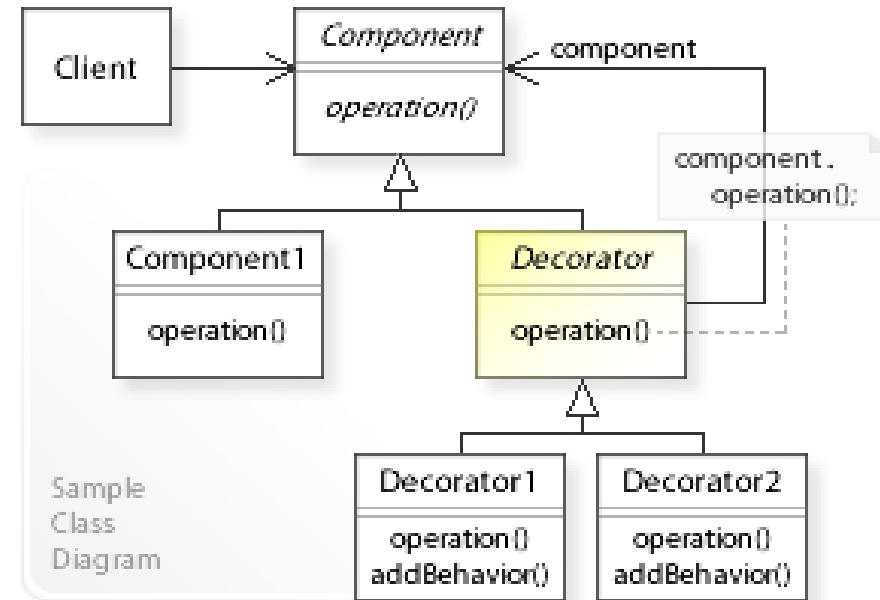 Client
Component
operation()
component
component.
operation();
Component1
operation()
Decorator
operation()
Decorator1
operation()
addBehavior()
Decorator2
operation()
addBehavior()
Sample
Class
Diagram